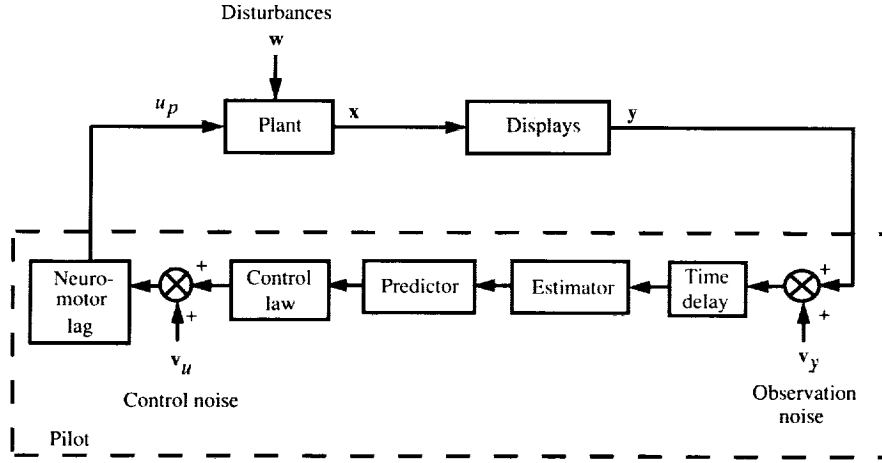 Disturbances
w
u_p
Plant
x
Displays
y
Neuro-
motor
lag
+
+
Control
law
Predictor
Estimator
Time
delay
+
+
v_u
Control noise
v_y
Observation
noise
Pilot